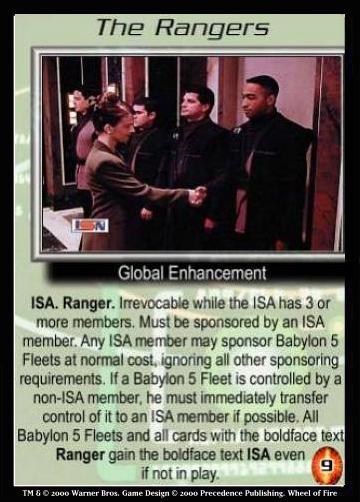 The Rangers
ISN
Global Enhancement
ISA. Ranger. Irrevocable while the ISA has 3 or
more members. Must be sponsored by an ISA
member. Any ISA member may sponsor Babylon 5
Fleets at normal cost, ignoring all other sponsoring
requirements. If a Babylon 5 Fleet is controlled by a
non-ISA member, he must immediately transfer
control of it to an ISA member if possible. All
Babylon 5 Fleets and all cards with the boldface text
Ranger gain the boldface text ISA even
if not in play.
9
TM & © 2000 Warner Bros. Game Design © 2000 Precedence Publishing. Wheel of Fire